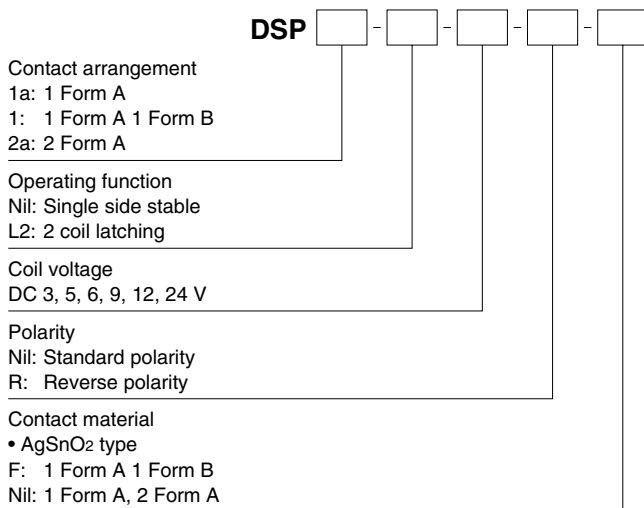 DSP - - - -
Contact arrangement
1a: 1 Form A
1: 1 Form A 1 Form B
2a: 2 Form A
Operating function
Nil: Single side stable
L2: 2 coil latching
Coil voltage
DC 3, 5, 6, 9, 12, 24 V
Polarity
Nil: Standard polarity
R: Reverse polarity
Contact material
• AgSnO2 type
F: 1 Form A 1 Form B
Nil: 1 Form A, 2 Form A